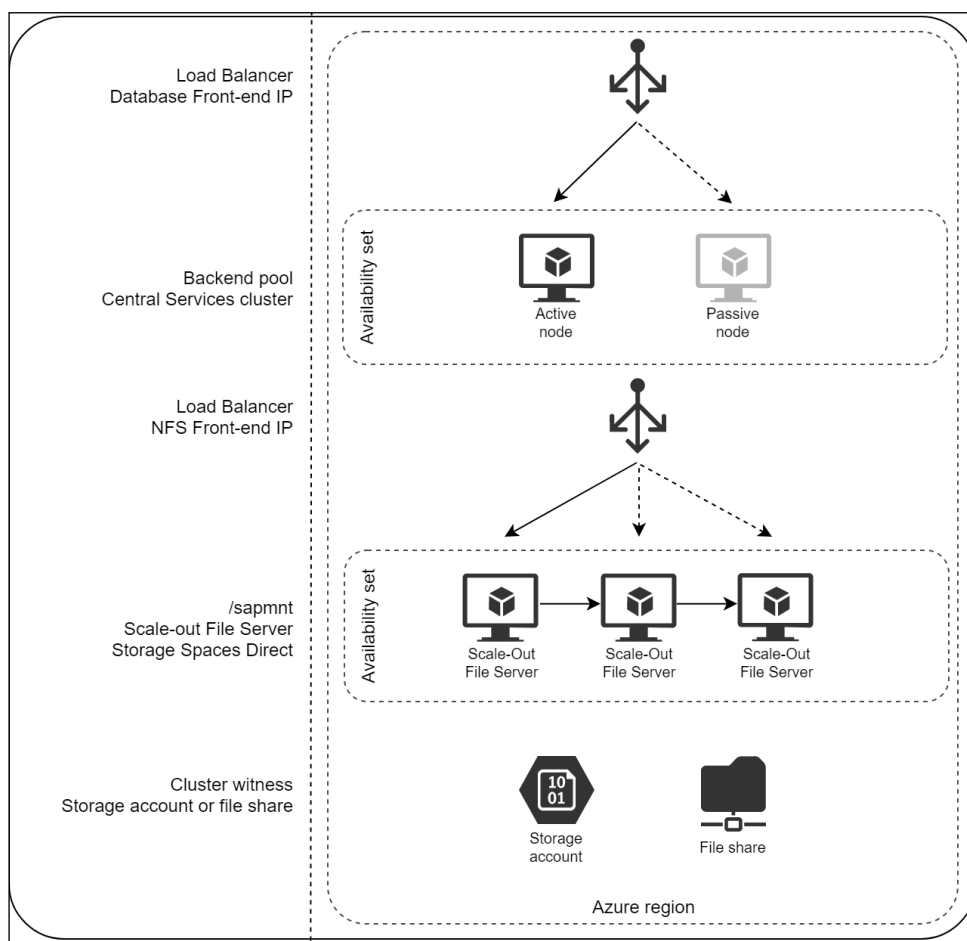 Load Balancer
Database Front-end IP
Availability set
Backend pool
Central Services cluster
Active
node
Passive
node
Load Balancer
NFS Front-end IP
Availability set
/sapmnt
Scale-out File Server
Storage Spaces Direct
Scale-Out
File Server
Scale-Out
File Server
Scale-Out
File Server
Cluster witness
Storage account or file share
10
01
Storage
account
File share
Azure region